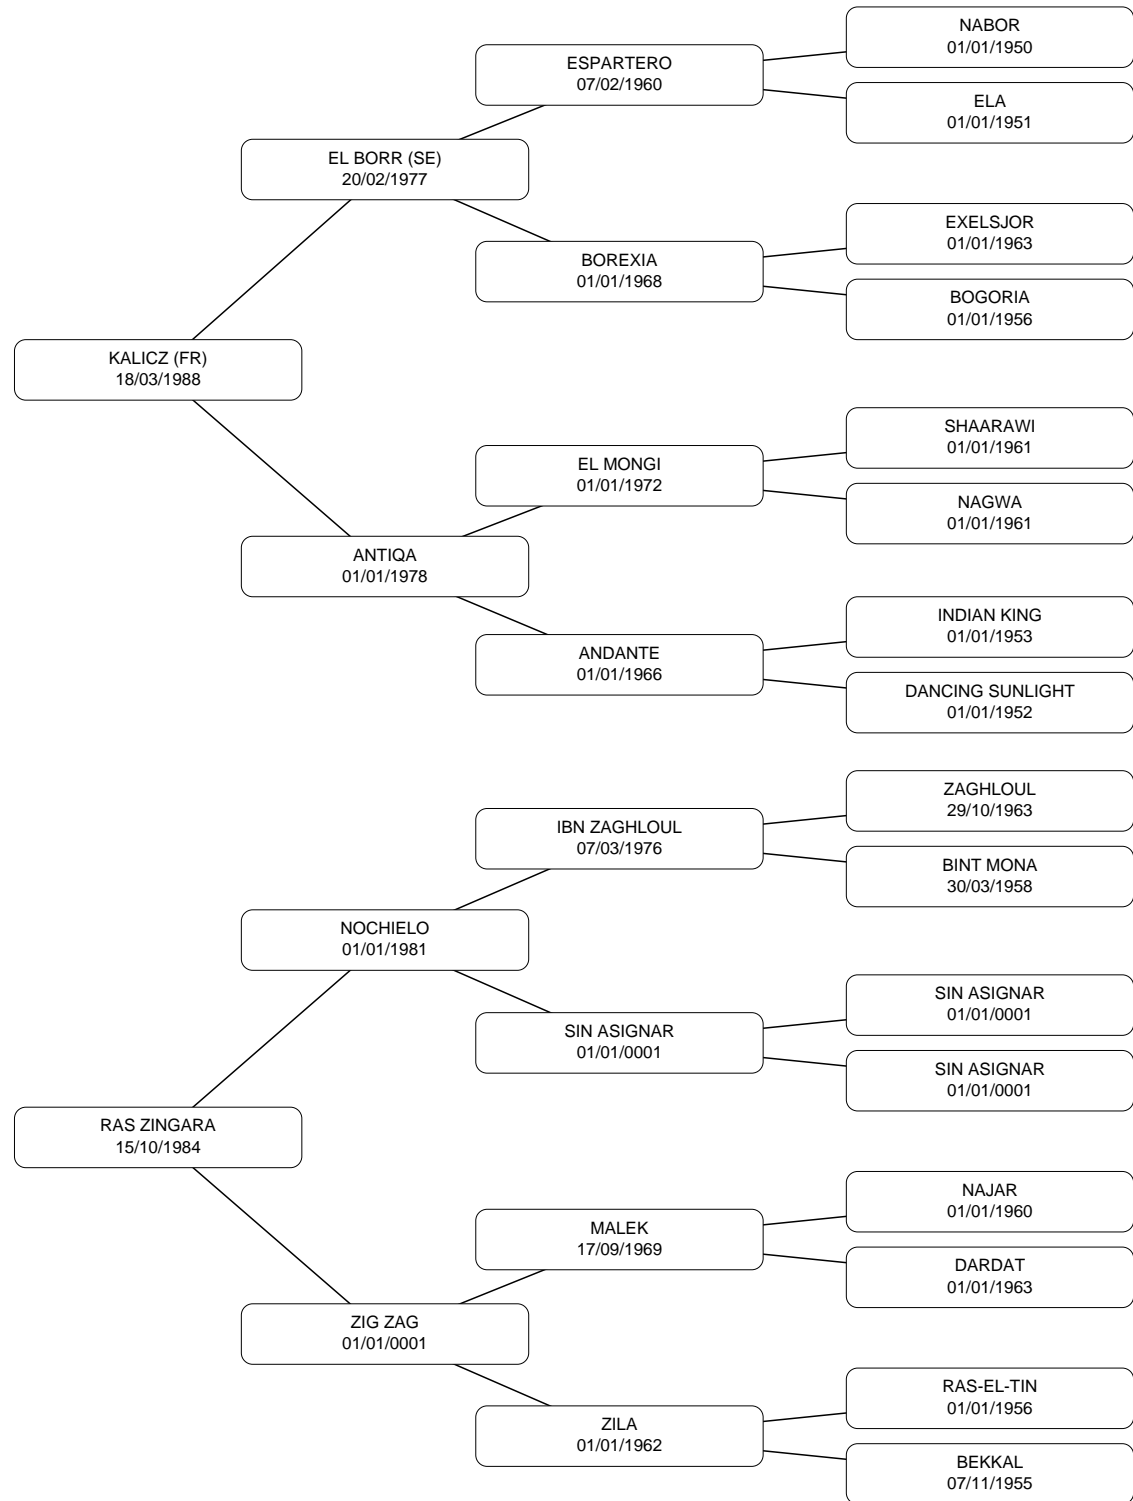 NABOR
01/01/1950
ESPARTERO
07/02/1960
ELA
01/01/1951
EL BORR (SE)
20/02/1977
EXELSJOR
01/01/1963
BOREXIA
01/01/1968
BOGORIA
01/01/1956
KALICZ (FR)
18/03/1988
SHAARAWI
01/01/1961
EL MONGI
01/01/1972
NAGWA
01/01/1961
ANTIQA
01/01/1978
INDIAN KING
01/01/1953
ANDANTE
01/01/1966
DANCING SUNLIGHT
01/01/1952
ZAGHLOUL
29/10/1963
IBN ZAGHLOUL
07/03/1976
BINT MONA
30/03/1958
NOCHIELO
01/01/1981
SIN ASIGNAR
01/01/0001
SIN ASIGNAR
01/01/0001
SIN ASIGNAR
01/01/0001
RAS ZINGARA
15/10/1984
NAJAR
01/01/1960
MALEK
17/09/1969
DARDAT
01/01/1963
ZIG ZAG
01/01/0001
RAS-EL-TIN
01/01/1956
ZILA
01/01/1962
BEKKAL
07/11/1955